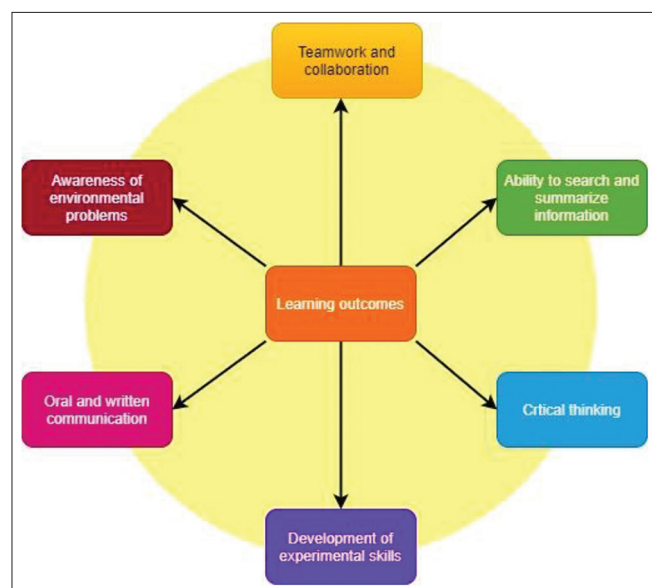 Teamwork and
collaboration
Awareness of
environmental
problems
Ability to search and
summarize
information
Learning outcomes
Oral and written
communication
Crtical thinking
Development of
experimental skills